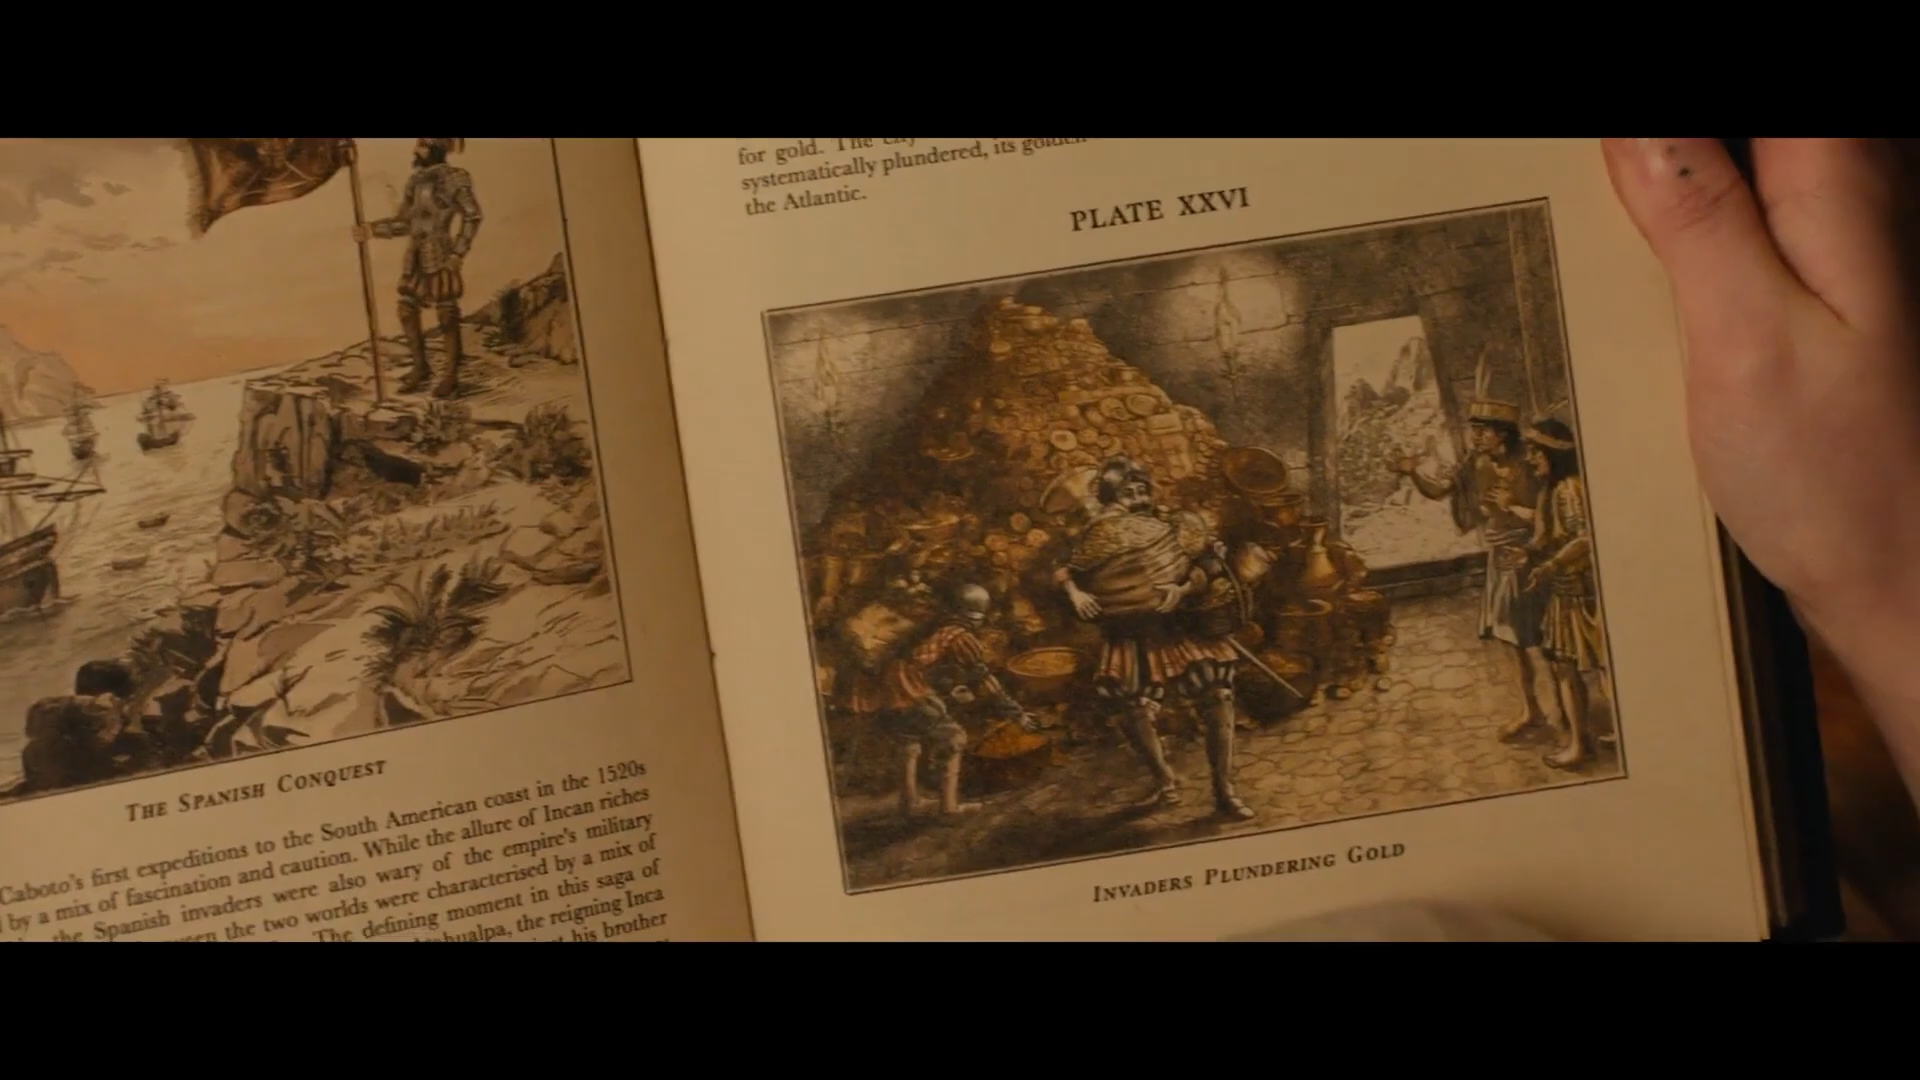 THE SPANISH CONQUEST
Caboto's first expeditions to the South American coast in the 1520s
by a mix of fascination and caution. While the allure of Incan riches
the Spanish invaders were also wary of the empire's military
the two worlds were characterised by a mix of
The defining moment in this saga of
the reigning Inca
his brother
for gold. The
systematically plundered, its golden
the Atlantic.
PLATE XXVI
INVADERS PLUNDERING GOLD